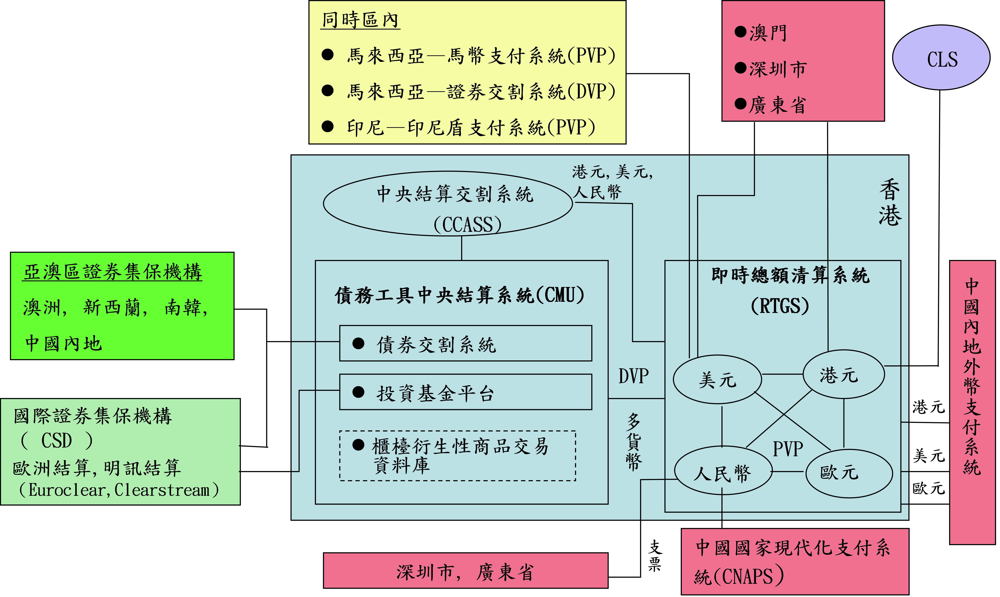 同時區內
● 馬來西亞—馬幣支付系統(PVP)
● 馬來西亞—證券交割系統(DVP)
● 印尼—印尼盾支付系統(PVP)
●澳門
●深圳市
●廣東省
CLS
香港
中央結算交割系統
(CCASS)
港元,美元,
人民幣
亞澳區證券集保機構
澳洲, 新西蘭, 南韓,
中國內地
國際證券集保機構
( CSD )
歐洲結算,明訊結算
(Euroclear,Clearstream)
債務工具中央結算系統(CMU)
● 債券交割系統
● 投資基金平台
● 櫃檯衍生性商品交易
資料庫
DVP
多貨幣
即時總額清算系統
(RTGS)
美元
港元
PVP
人民幣
歐元
港元
美元
歐元
中國內地外幣支付系統
支票
深圳市, 廣東省
中國國家現代化支付系
統(CNAPS)